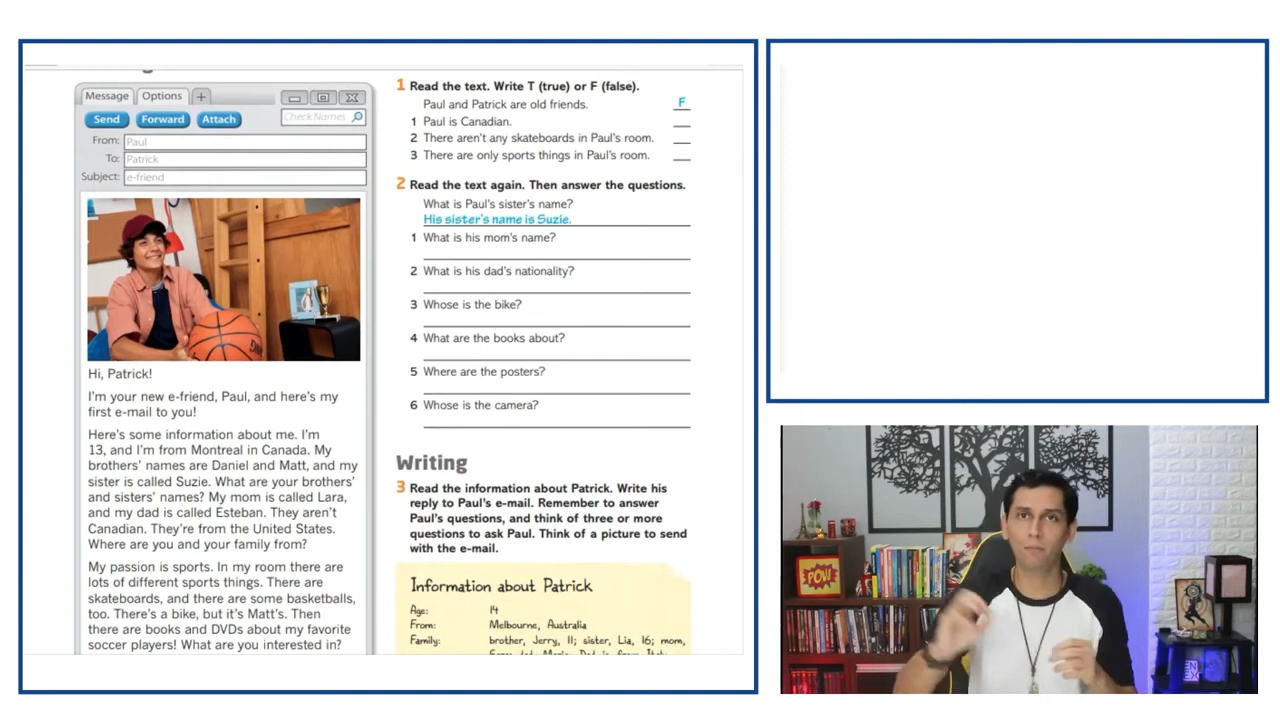 Message
Options
+
Send
Forward
Attach
Check Names
From: Paul
To: Patrick
Subject: e-friend
Hi, Patrick!
I'm your new e-friend, Paul, and here's my
first e-mail to you!
Here's some information about me. I'm
13, and I'm from Montreal in Canada. My
brothers' names are Daniel and Matt, and my
sister is called Suzie. What are your brothers'
and sisters' names? My mom is called Lara,
and my dad is called Esteban. They aren't
Canadian. They're from the United States.
Where are you and your family from?
My passion is sports. In my room there are
lots of different sports things. There are
skateboards, and there are some basketballs,
too. There's a bike, but it's Matt's. Then
there are books and DVDs about my favorite
soccer players! What are you interested in?
1 Read the text. Write T (true) or F (false).
Paul and Patrick are old friends. F
1 Paul is Canadian.
2 There aren't any skateboards in Paul's room.
3 There are only sports things in Paul's room.
2 Read the text again. Then answer the questions.
What is Paul's sister's name?
His sister's name is Suzie.
1 What is his mom's name?
2 What is his dad's nationality?
3 Whose is the bike?
4 What are the books about?
5 Where are the posters?
6 Whose is the camera?
Writing
3 Read the information about Patrick. Write his
reply to Paul's e-mail. Remember to answer
Paul's questions, and think of three or more
questions to ask Paul. Think of a picture to send
with the e-mail.
Information about Patrick
Age: 14
From: Melbourne, Australia
Family: brother, Jerry, 11; sister, Lia, 16; mom,
POW